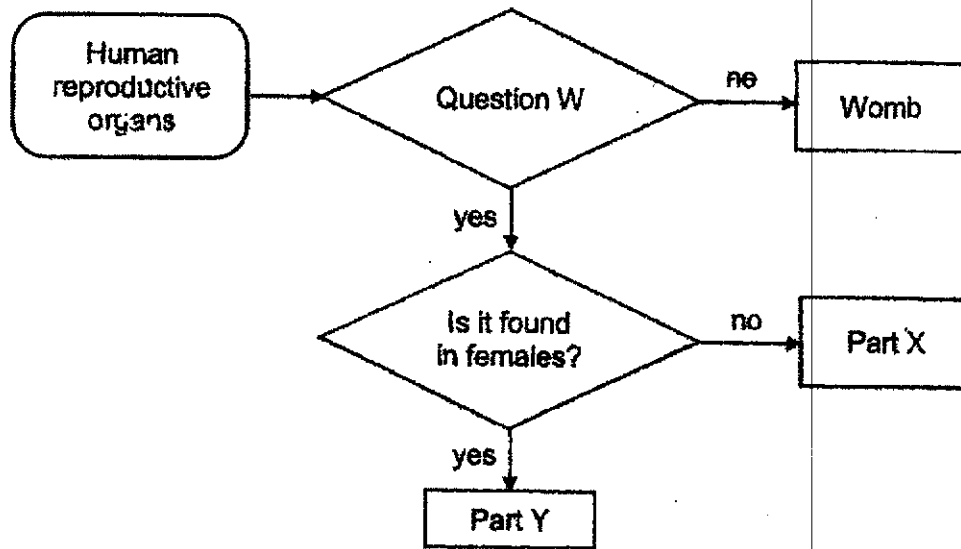 Human
reproductive
organs
Question W
no
Womb
yes
Is it found
in females?
no
Part X
yes
Part Y